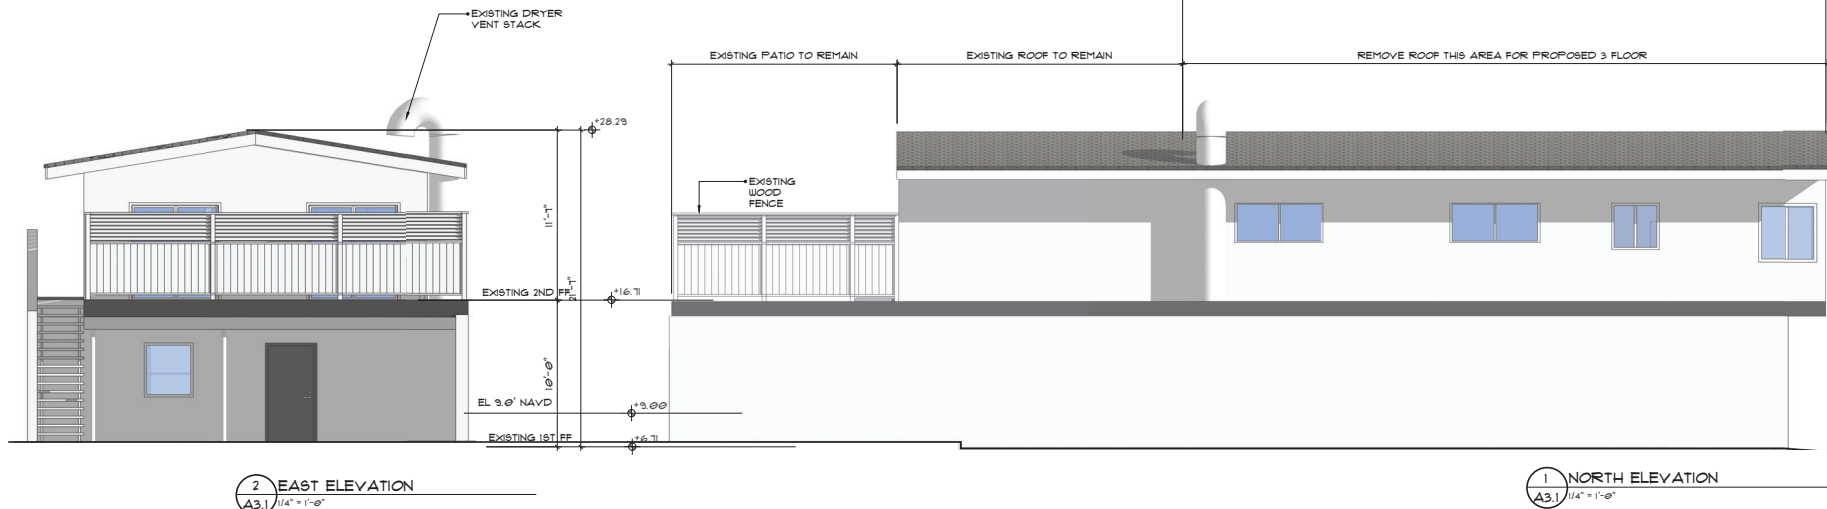 EXISTING DRYER
VENT STACK
EXISTING PATIO TO REMAIN
EXISTING ROOF TO REMAIN
REMOVE ROOF THIS AREA FOR PROPOSED 3 FLOOR
+28.29
EXISTING
WOOD
FENCE
11'-7"
21'-7"
EXISTING 2ND FF
+16.71
10'-0"
EL 9.0' NAVD
+9.00
EXISTING 1ST FF
+6.71
2
A3.1
EAST ELEVATION
1/4" = 1'-0"
1
A3.1
NORTH ELEVATION
1/4" = 1'-0"